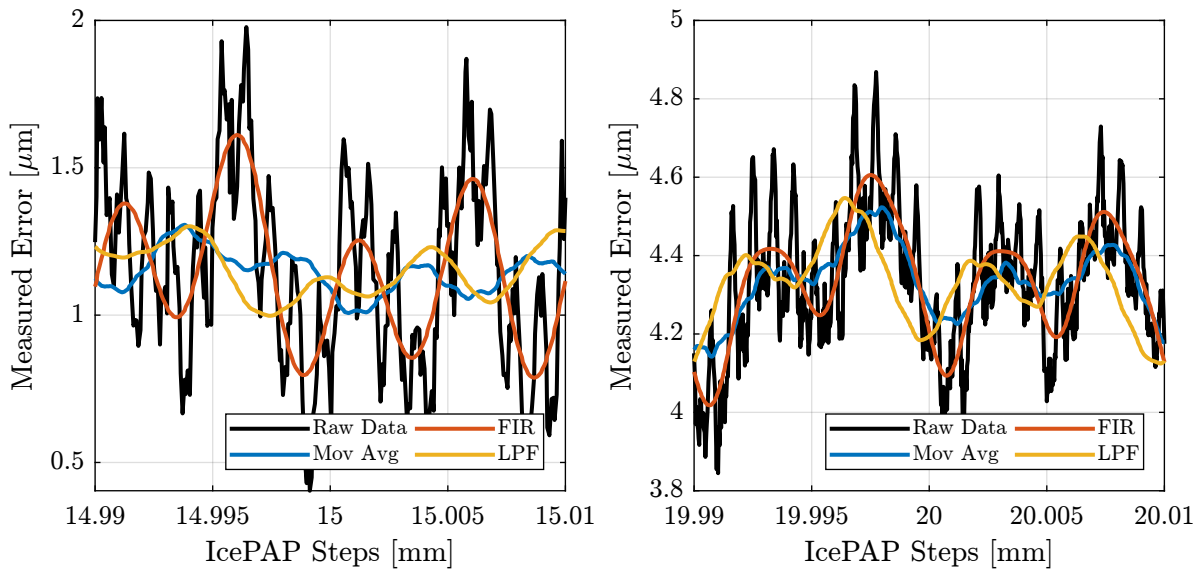 2
1.5
1
0.5
Measured Error [μm]
14.99 14.995 15 15.005 15.01
IcePAP Steps [mm]
Raw Data FIR
Mov Avg LPF
5
4.8
4.6
4.4
4.2
4
3.8
Measured Error [μm]
19.99 19.995 20 20.005 20.01
IcePAP Steps [mm]
Raw Data FIR
Mov Avg LPF